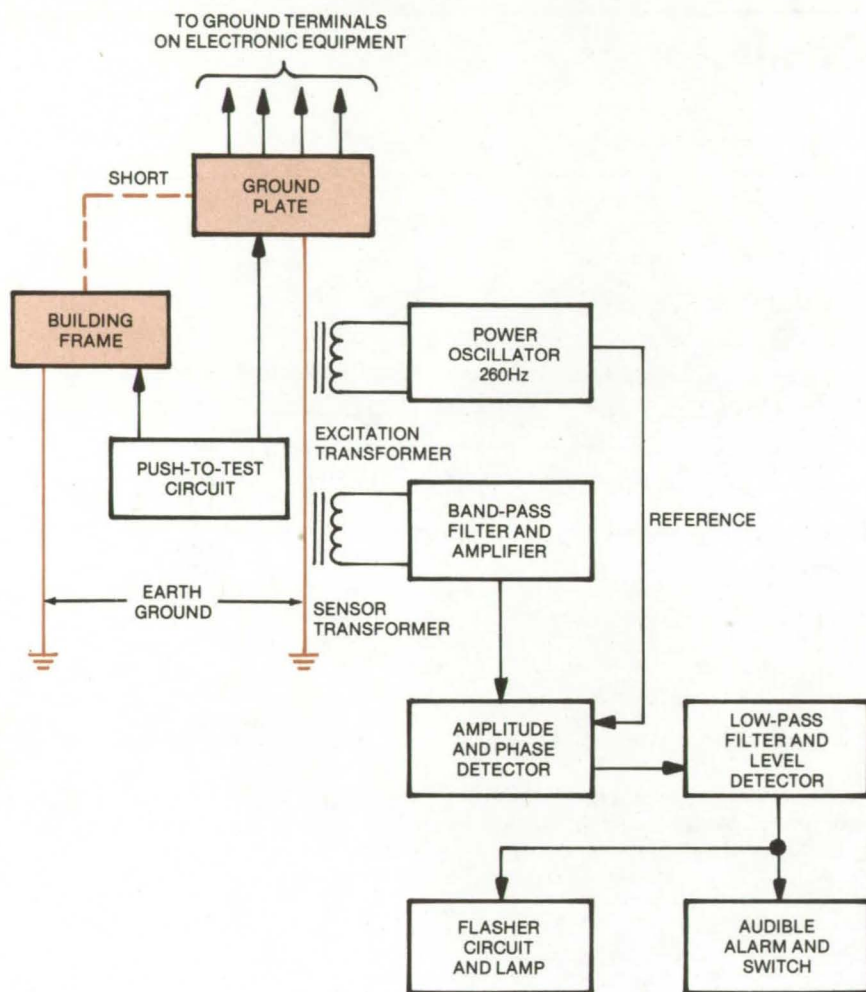 TO GROUND TERMINALS
ON ELECTRONIC EQUIPMENT
SHORT
GROUND
PLATE
BUILDING
FRAME
POWER
OSCILLATOR
260Hz
EXCITATION
TRANSFORMER
PUSH-TO-TEST
CIRCUIT
BAND-PASS
FILTER AND
AMPLIFIER
REFERENCE
EARTH
GROUND
SENSOR
TRANSFORMER
AMPLITUDE
AND PHASE
DETECTOR
LOW-PASS
FILTER AND
LEVEL
DETECTOR
FLASHER
CIRCUIT
AND LAMP
AUDIBLE
ALARM AND
SWITCH